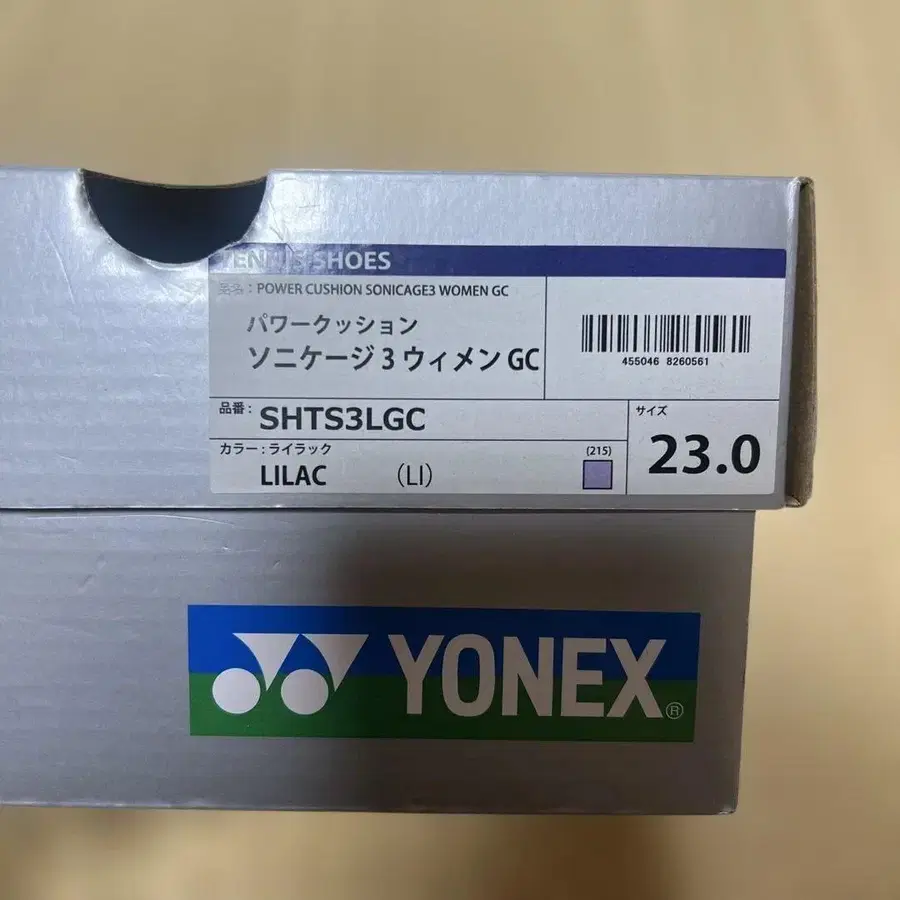 TENNIS SHOES
品名：POWER CUSHION SONICAGE3 WOMEN GC
パワークッション
ソニケージ 3 ウィメン GC
455046 8260561
品番：
SHTS3LGC
サイズ
23.0
カラー：ライラック
(215)
LILAC （LI）
YONEX®